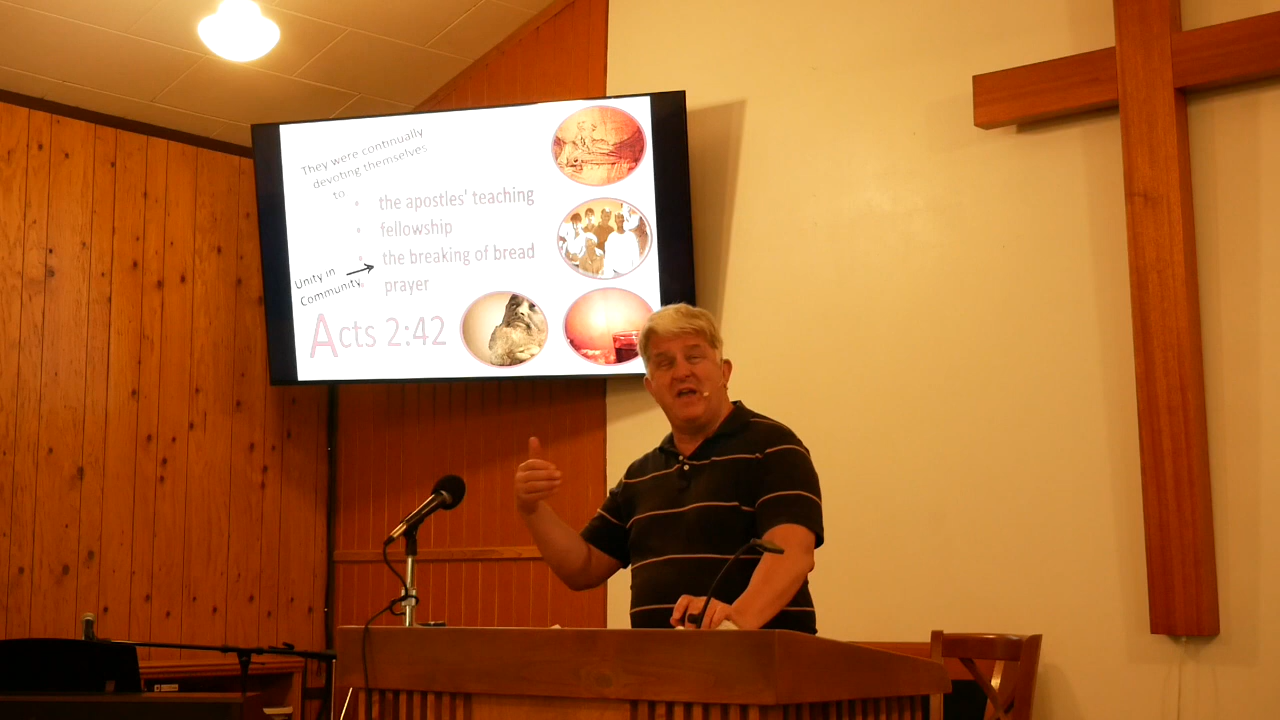 They were continually
devoting themselves
to
the apostles' teaching
fellowship
the breaking of bread
prayer
Unity in
Community
Acts 2:42